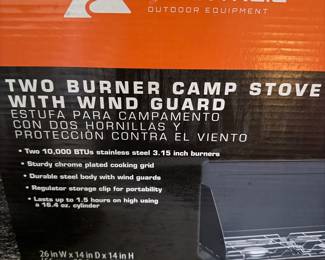 OUTDOOR EQUIPMENT
TWO BURNER CAMP STOVE
WITH WIND GUARD
ESTUFA PARA CAMPAMENTO
CON DOS HORNILLAS Y
PROTECCIÓN CONTRA EL VIENTO
• Two 10,000 BTUs stainless steel 3.15 inch burners
• Sturdy chrome plated cooking grid
• Durable steel body with wind guards
• Regulator storage clip for portability
• Lasts up to 1.5 hours on high using
a 16.4 oz. cylinder
26 in W x 14 in D x 14 in H